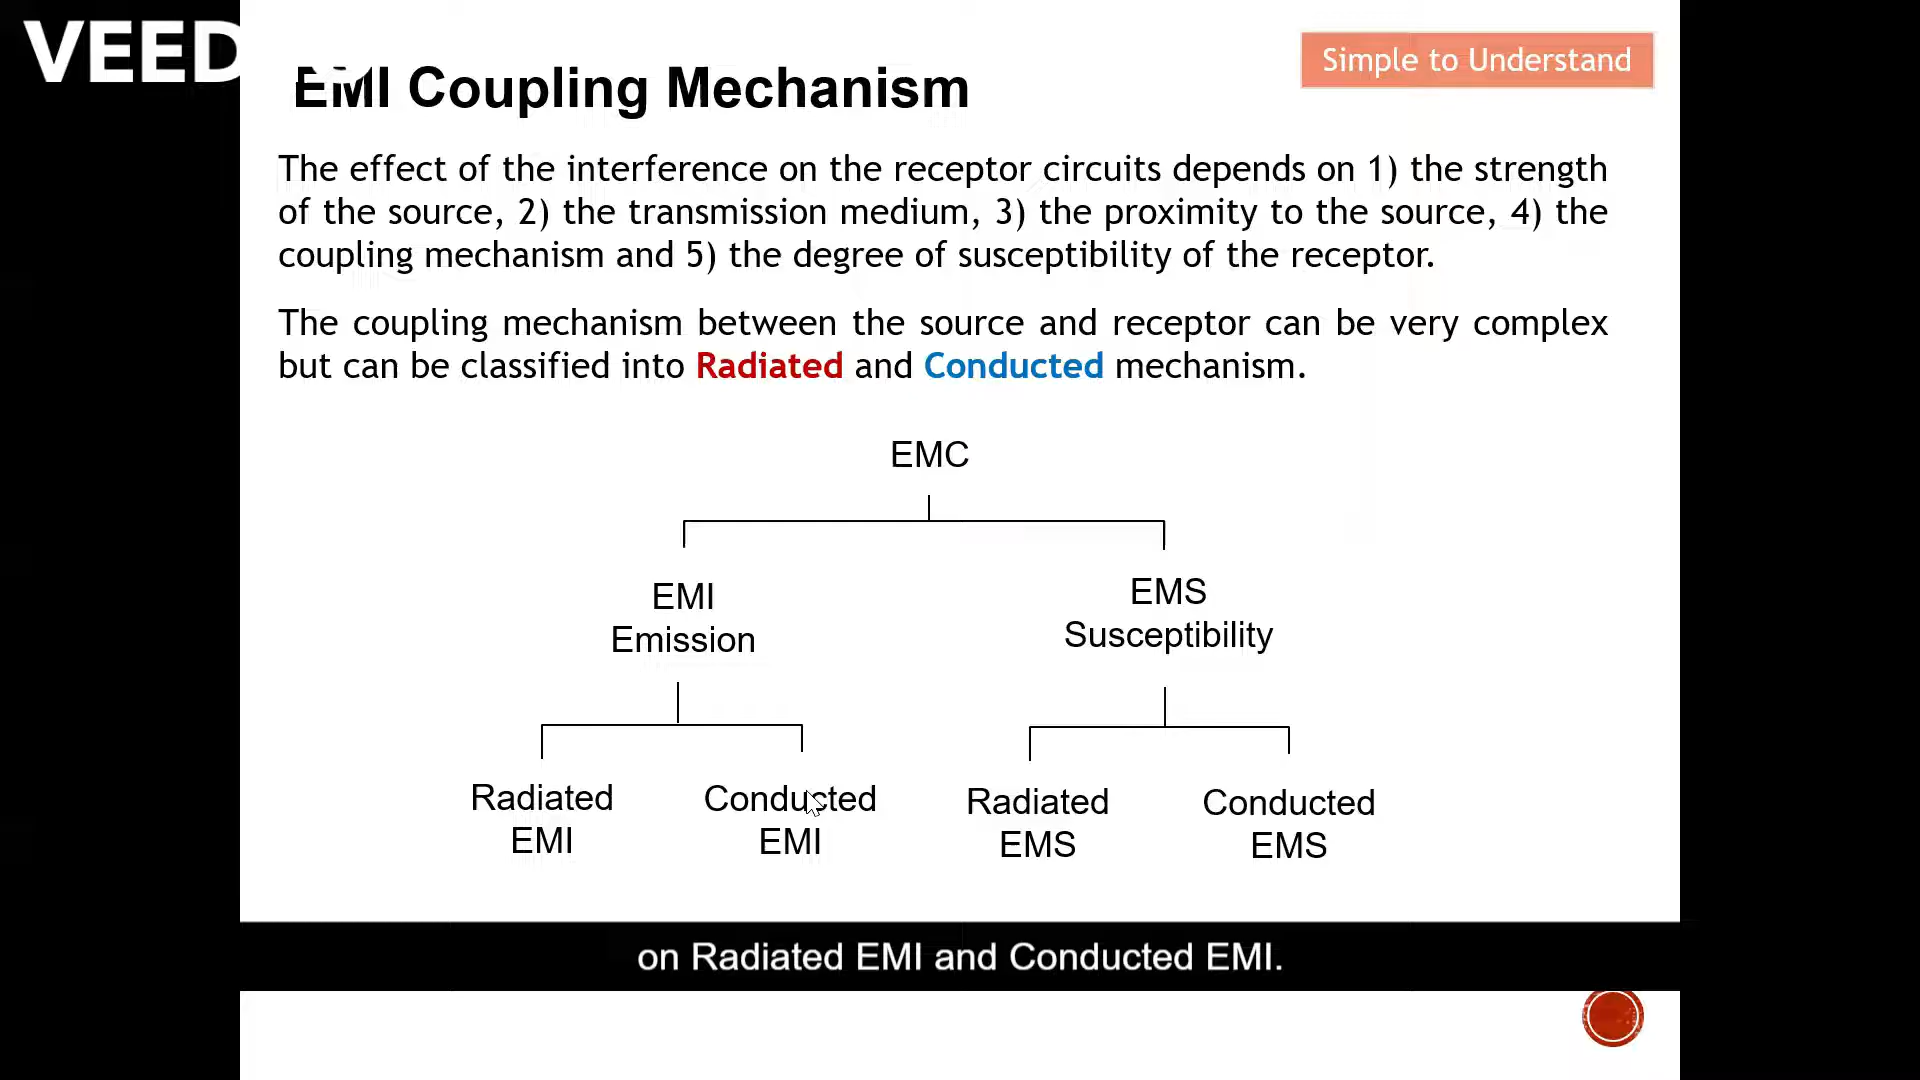 VEED
EMI Coupling Mechanism
Simple to Understand
The effect of the interference on the receptor circuits depends on 1) the strength
of the source, 2) the transmission medium, 3) the proximity to the source, 4) the
coupling mechanism and 5) the degree of susceptibility of the receptor.
The coupling mechanism between the source and receptor can be very complex
but can be classified into Radiated and Conducted mechanism.
EMC
EMI
Emission
EMS
Susceptibility
Radiated
EMI
Conducted
EMI
Radiated
EMS
Conducted
EMS
on Radiated EMI and Conducted EMI.